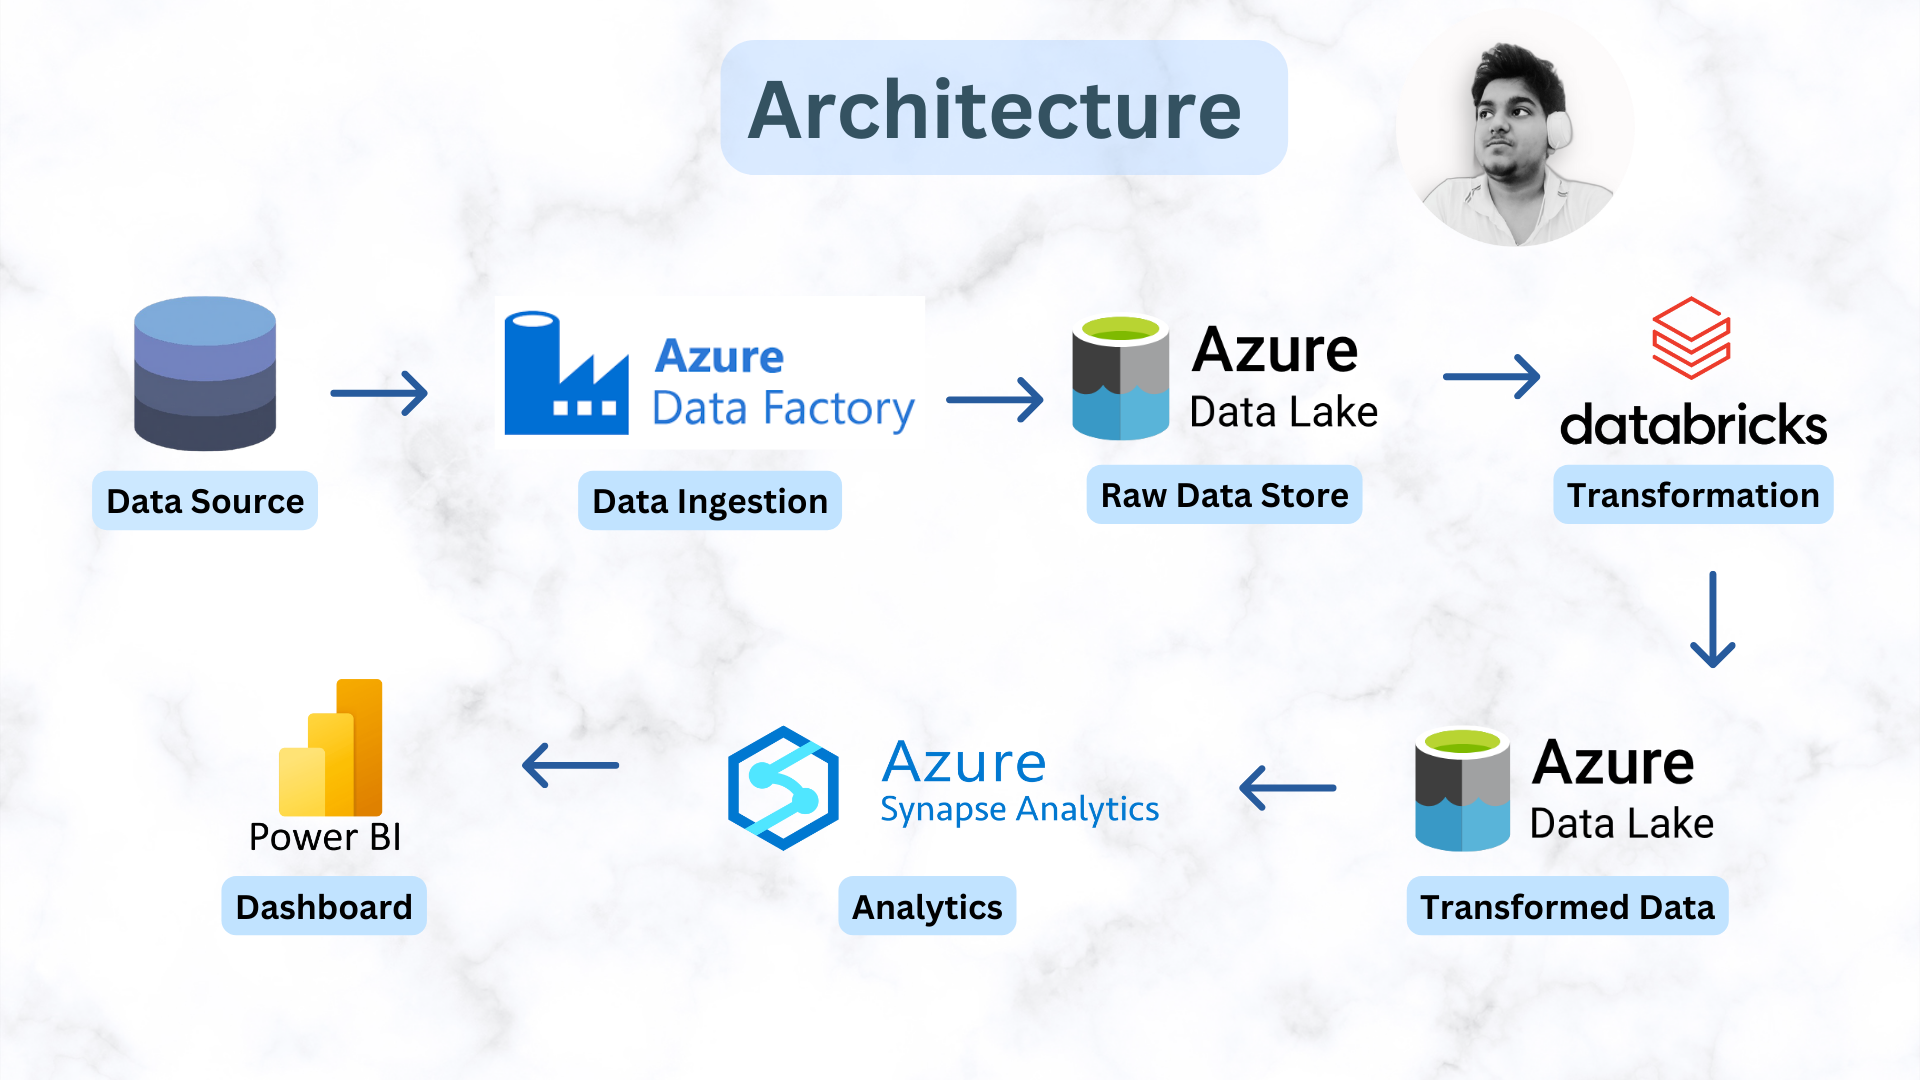 Architecture
Azure
Data Factory
Azure
Data Lake
databricks
Data Source
Data Ingestion
Raw Data Store
Transformation
Power BI
Azure
Synapse Analytics
Azure
Data Lake
Dashboard
Analytics
Transformed Data